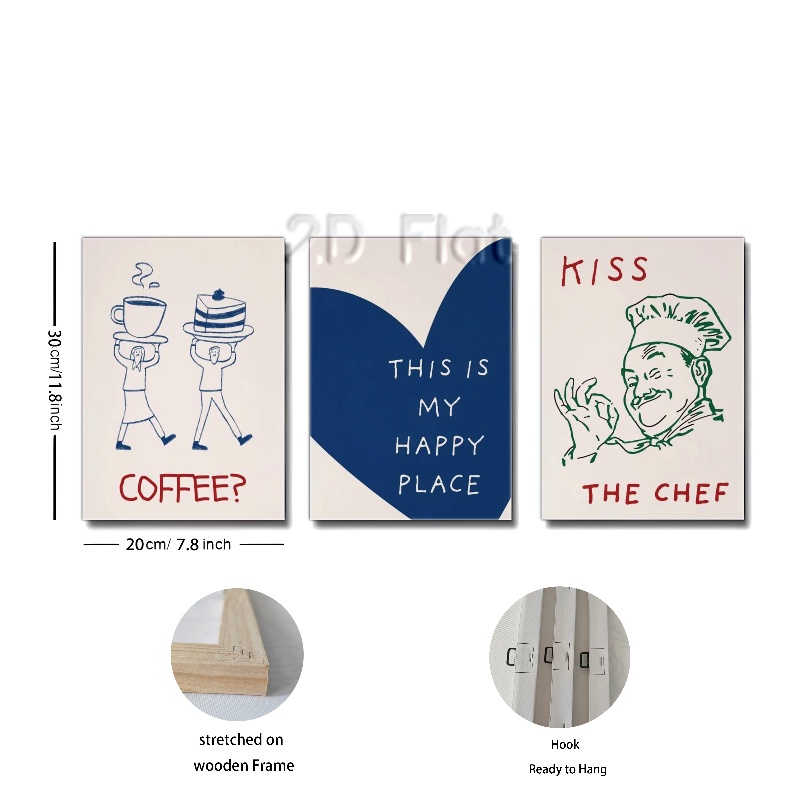 2D Flat
30cm/11.8inch
COFFEE?
THIS IS
MY
HAPPY
PLACE
KISS
THE CHEF
20cm/ 7.8 inch
stretched on
wooden Frame
Hook
Ready to Hang